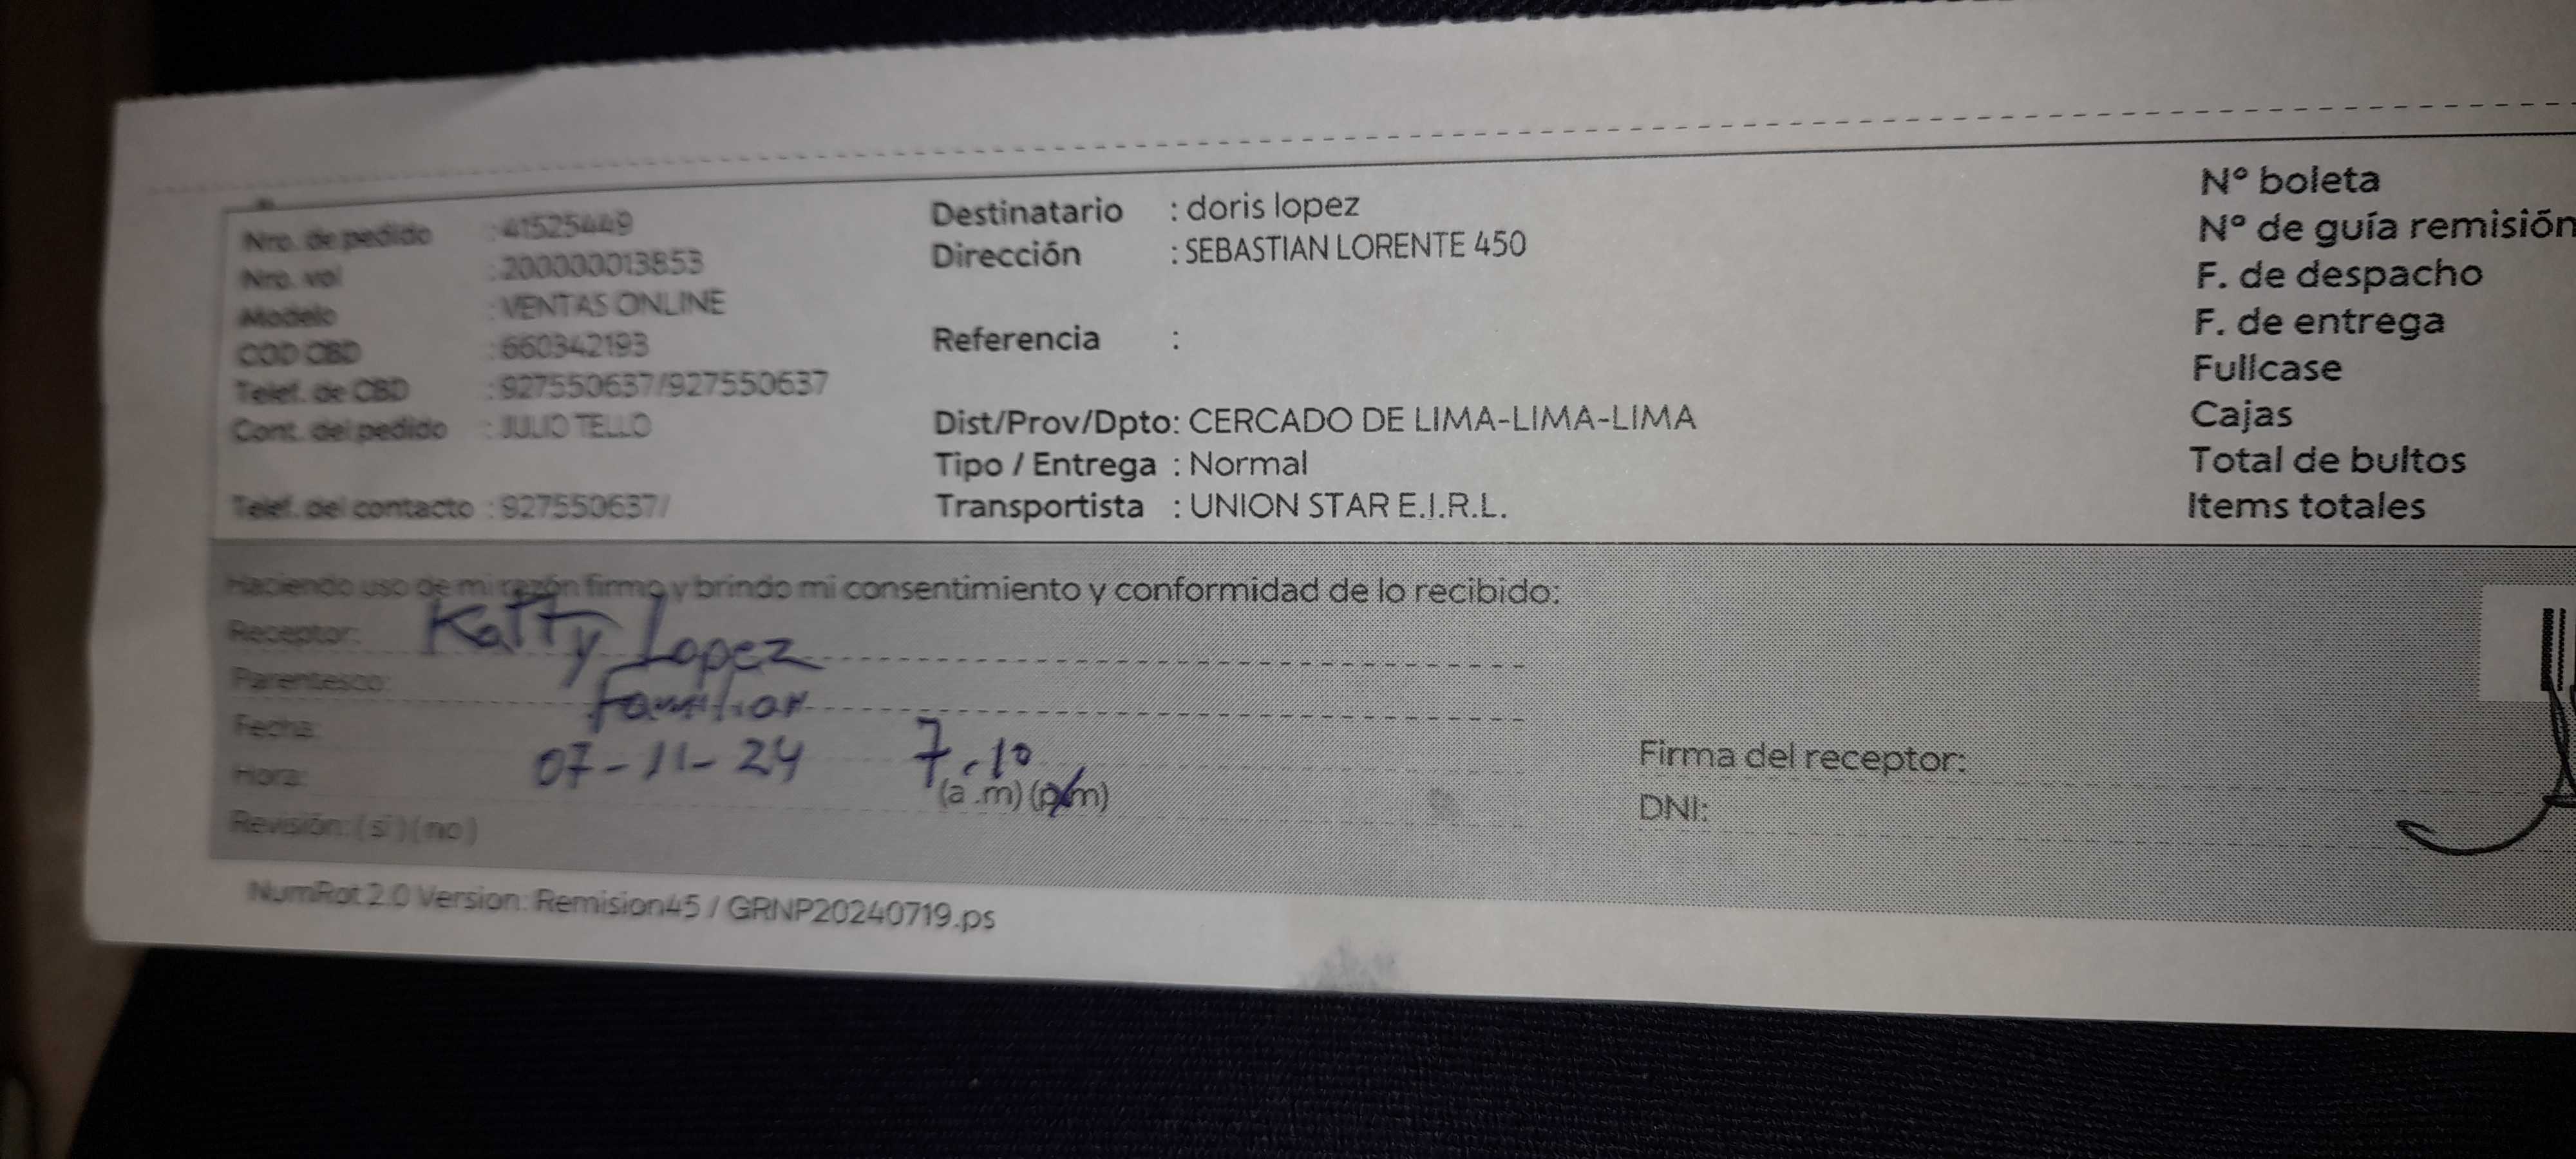 Nro. de pedido : 41525449
Nro. vol : 200000013853
Modelo : VENTAS ONLINE
COD CBD : 660342193
Telef. de CBD : 927550637/927550637
Cont. del pedido : JULIO TELLO
Telef. del contacto : 927550637/
Destinatario : doris lopez
Dirección : SEBASTIAN LORENTE 450
Referencia :
Dist/Prov/Dpto: CERCADO DE LIMA-LIMA-LIMA
Tipo / Entrega : Normal
Transportista : UNION STAR E.I.R.L.
N° boleta
N° de guía remisión
F. de despacho
F. de entrega
Fullcase
Cajas
Total de bultos
Items totales
Haciendo uso de mi razón firmo y brindo mi consentimiento y conformidad de lo recibido:
Receptor: Katty Lopez
Parentesco: familiar
Fecha: 07-11-24 7.10
Hora: (a .m) (p.m)
Revisión: (si) (no)
Firma del receptor:
DNI:
NumRot 2.0 Version: Remision45 / GRNP20240719.ps